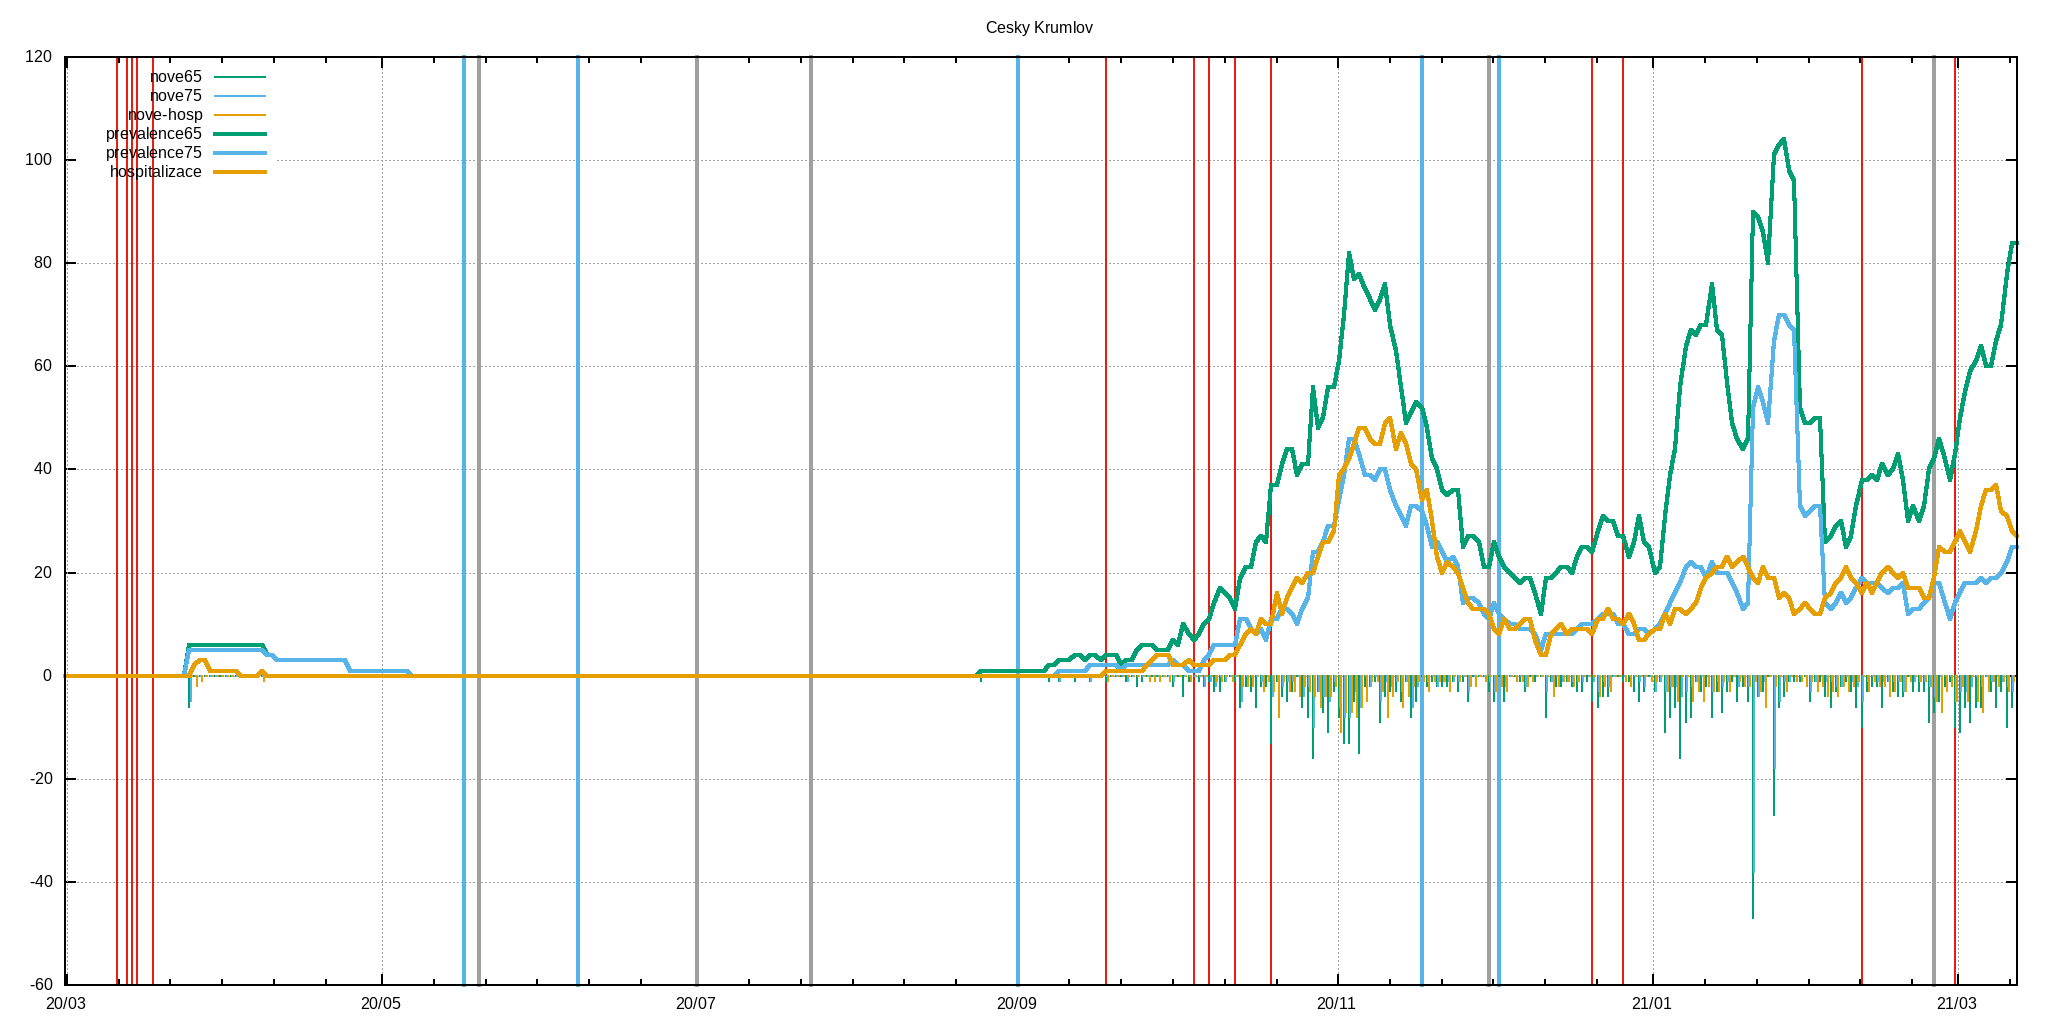 Cesky Krumlov
120
100
80
60
40
20
0
-20
-40
-60
nove65
nove75
nove-hosp
prevalence65
prevalence75
hospitalizace
20/03 20/05 20/07 20/09 20/11 21/01 21/03